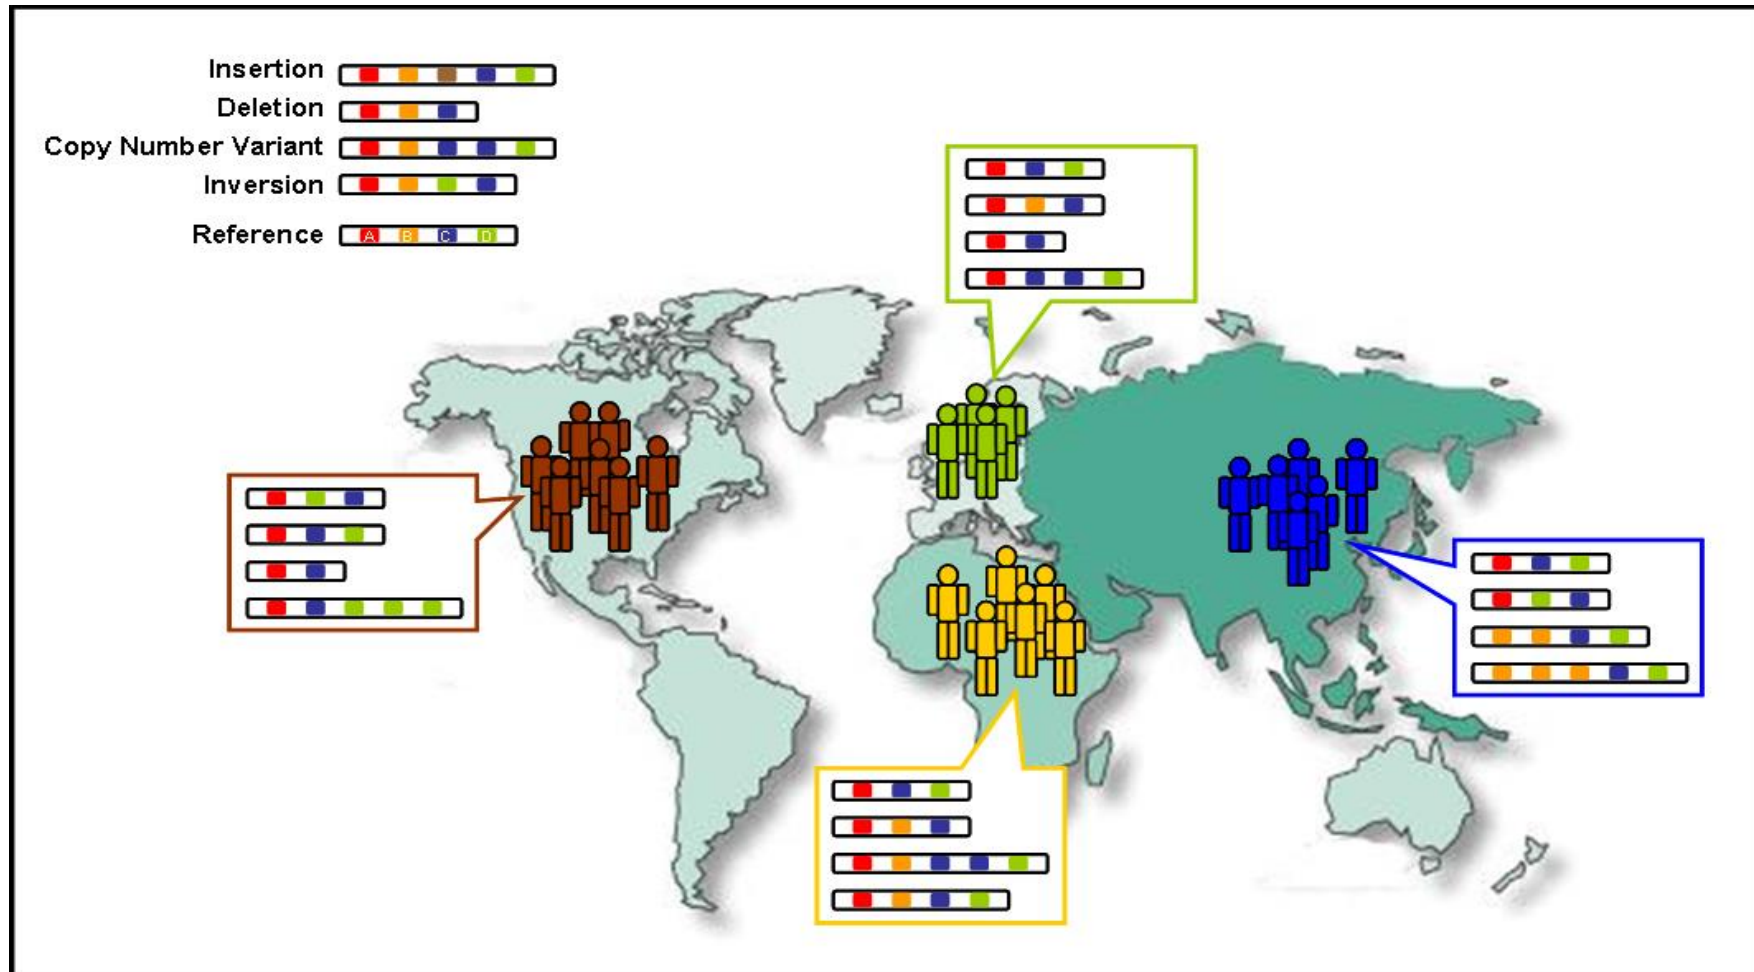 Insertion
Deletion
Copy Number Variant
Inversion
Reference A B C D